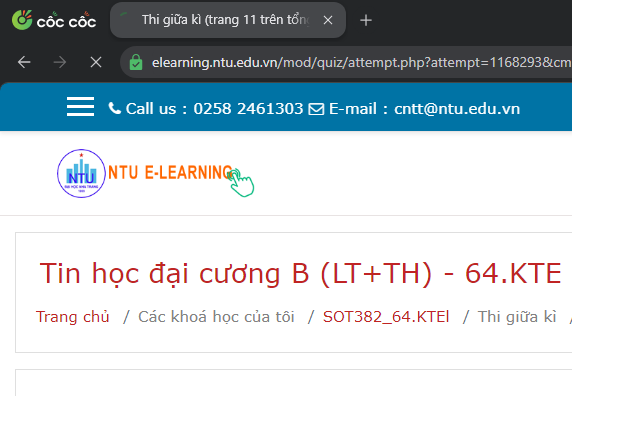 cốc cốc
Thi giữa kì (trang 11 trên tổng
elearning.ntu.edu.vn/mod/quiz/attempt.php?attempt=1168293&cm
Call us : 0258 2461303 E-mail : cntt@ntu.edu.vn
NTU
NTU E-LEARNING
Tin học đại cương B (LT+TH) - 64.KTE
Trang chủ / Các khoá học của tôi / SOT382_64.KTEl / Thi giữa kì /